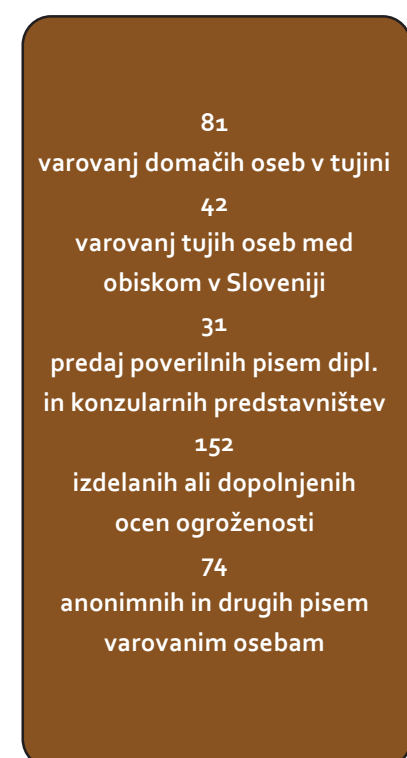 81
varovanj domačih oseb v tujini
42
varovanj tujih oseb med
obiskom v Sloveniji
31
predaj poverilnih pisem dipl.
in konzularnih predstavništev
152
izdelanih ali dopolnjenih
ocen ogroženosti
74
anonimnih in drugih pisem
varovanim osebam